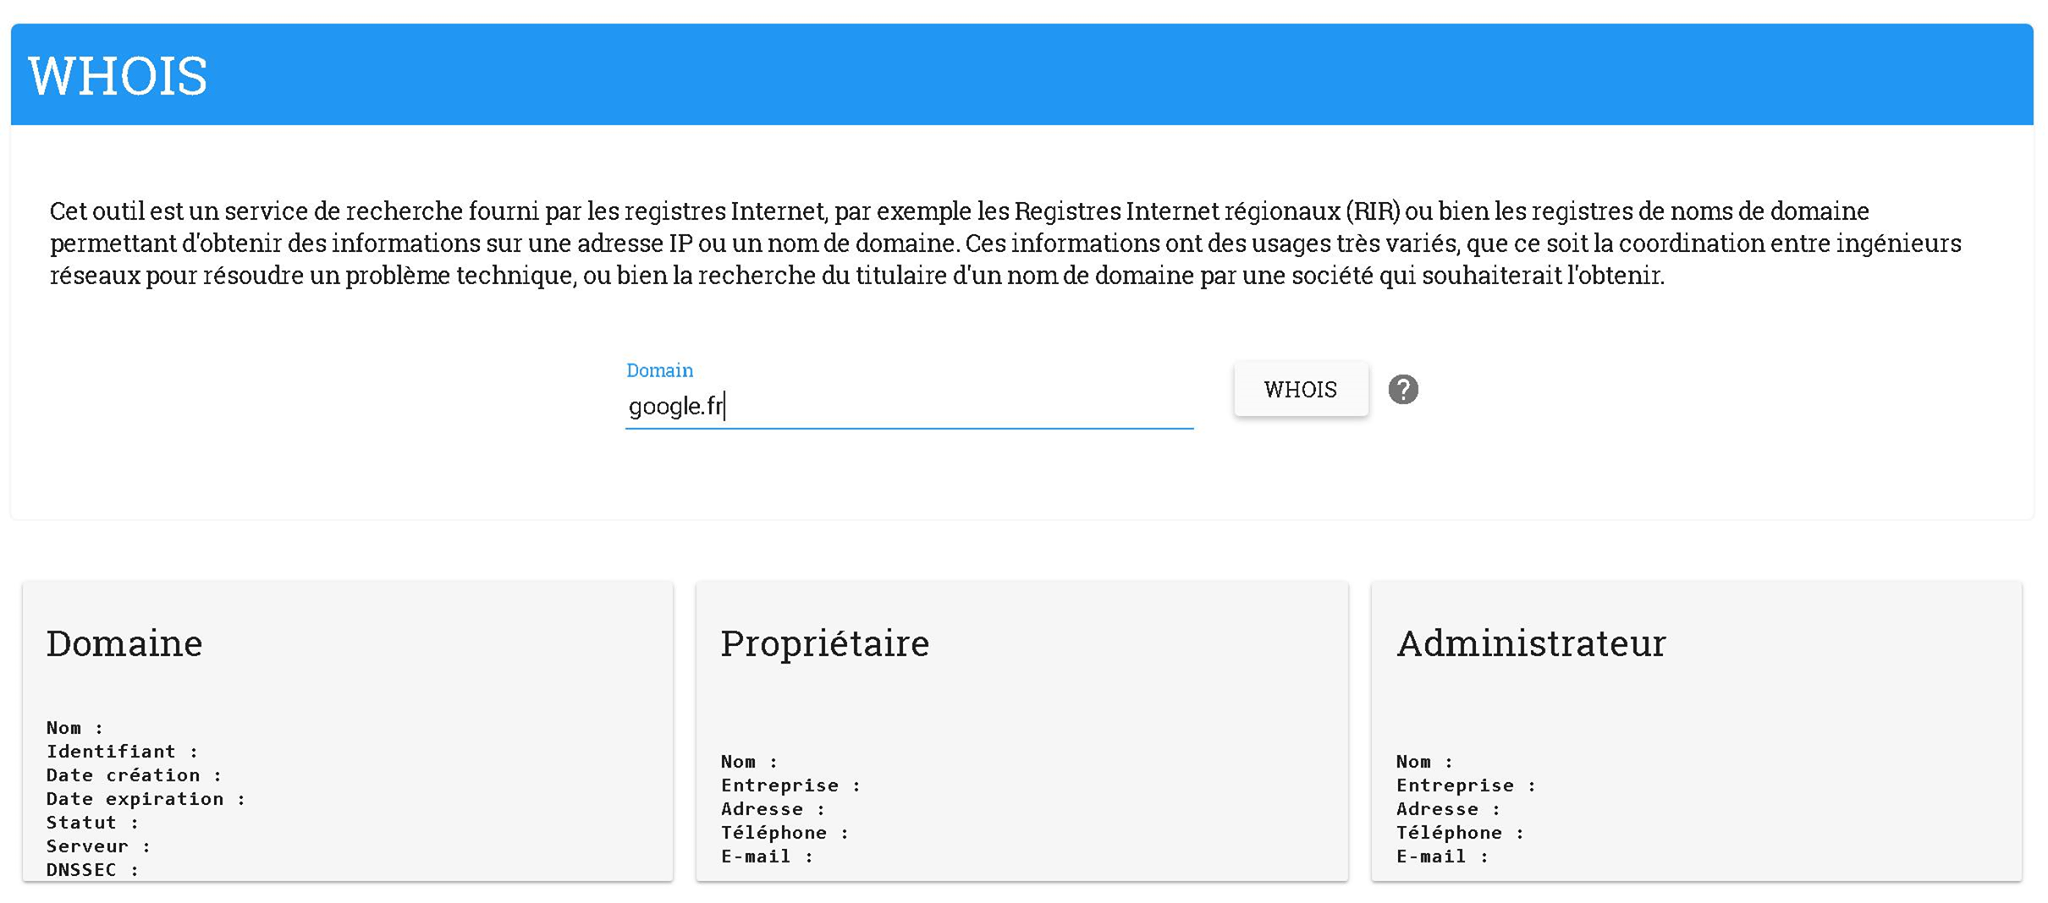 WHOIS
Cet outil est un service de recherche fourni par les registres Internet, par exemple les Registres Internet régionaux (RIR) ou bien les registres de noms de domaine
permettant d'obtenir des informations sur une adresse IP ou un nom de domaine. Ces informations ont des usages très variés, que ce soit la coordination entre ingénieurs
réseaux pour résoudre un problème technique, ou bien la recherche du titulaire d'un nom de domaine par une société qui souhaiterait l'obtenir.
Domain
google.fr
WHOIS
?
Domaine
Nom :
Identifiant :
Date création :
Date expiration :
Statut :
Serveur :
DNSSEC :
Propriétaire
Nom :
Entreprise :
Adresse :
Téléphone :
E-mail :
Administrateur
Nom :
Entreprise :
Adresse :
Téléphone :
E-mail :